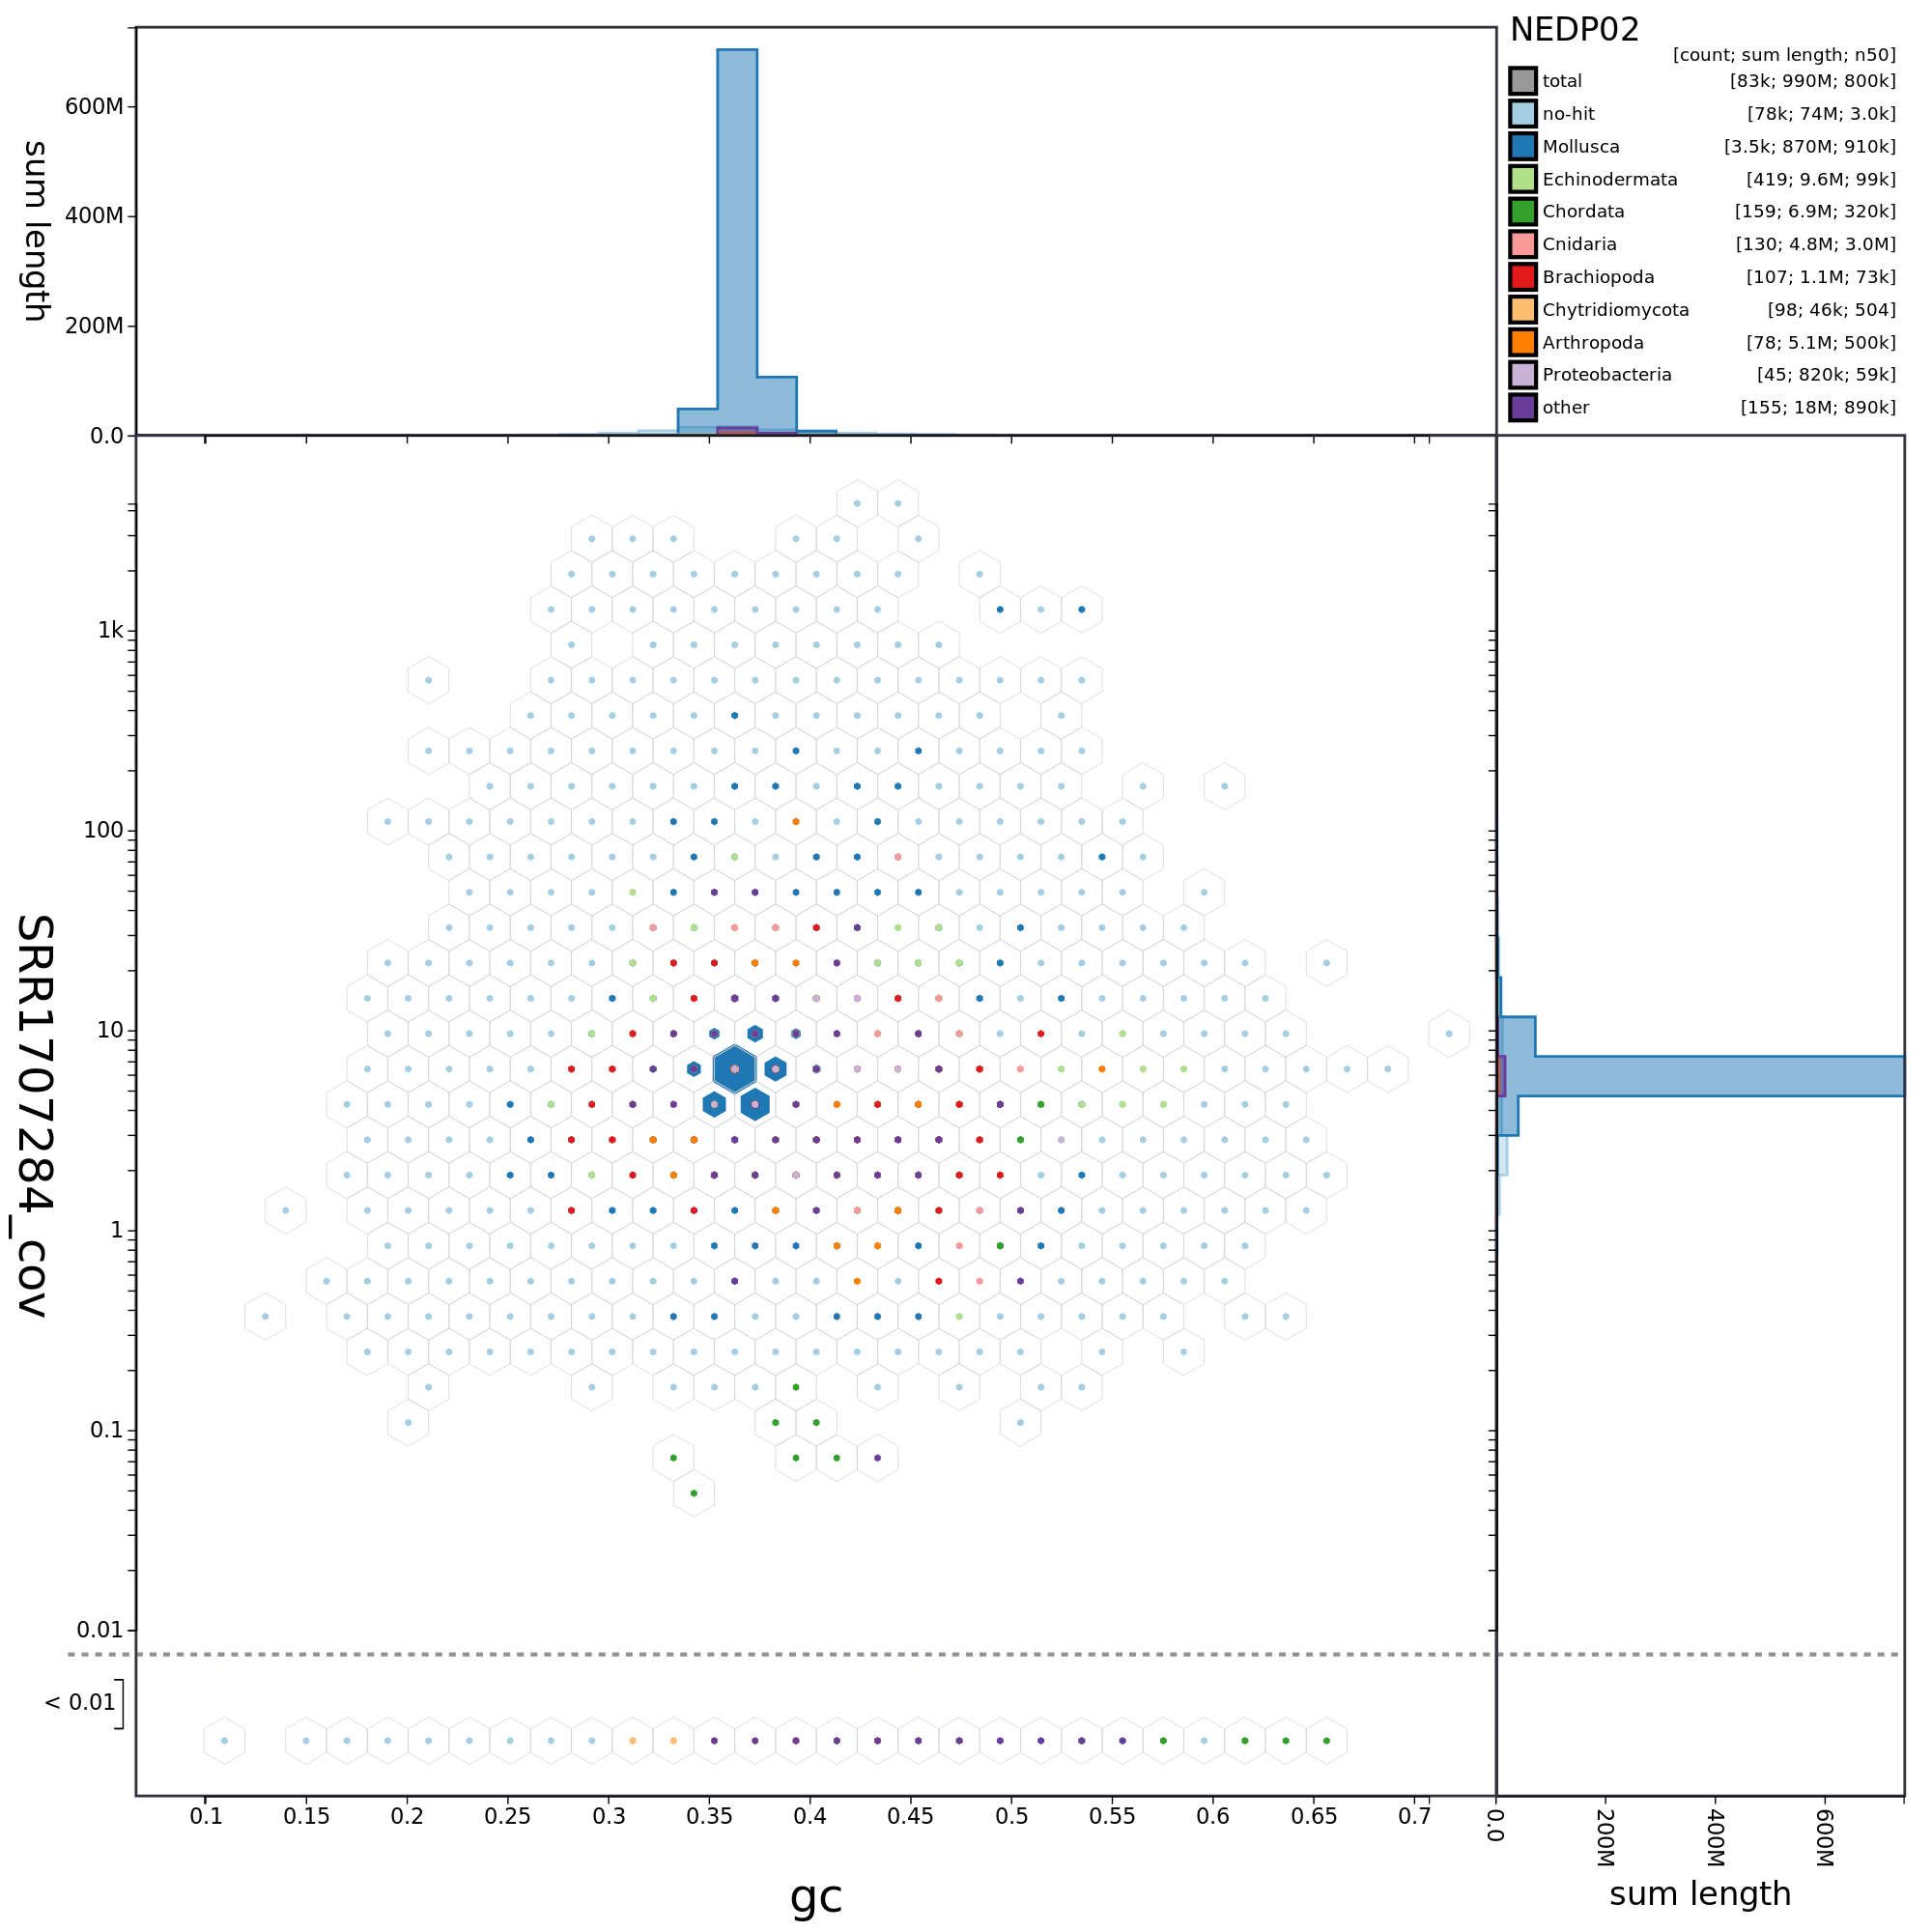 NEDP02
[count; sum length; n50]
total [83k; 990M; 800k]
no-hit [78k; 74M; 3.0k]
Mollusca [3.5k; 870M; 910k]
Echinodermata [419; 9.6M; 99k]
Chordata [159; 6.9M; 320k]
Cnidaria [130; 4.8M; 3.0M]
Brachiopoda [107; 1.1M; 73k]
Chytridiomycota [98; 46k; 504]
Arthropoda [78; 5.1M; 500k]
Proteobacteria [45; 820k; 59k]
other [155; 18M; 890k]
sum length
600M
400M
200M
0.0
SRR1707284_cov
1k
100
10
1
0.1
0.01
< 0.01
0.1 0.15 0.2 0.25 0.3 0.35 0.4 0.45 0.5 0.55 0.6 0.65 0.7
gc
0.0 200M 400M 600M
sum length